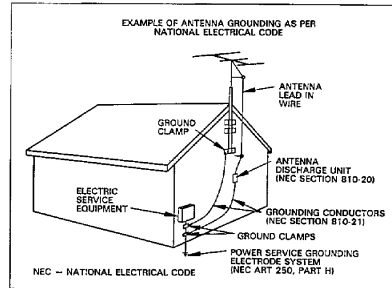 EXAMPLE OF ANTENNA GROUNDING AS PER
NATIONAL ELECTRICAL CODE
ANTENNA
LEAD IN
WIRE
GROUND
CLAMP
ANTENNA
DISCHARGE UNIT
(NEC SECTION 810-20)
ELECTRIC
SERVICE
EQUIPMENT
GROUNDING CONDUCTORS
(NEC SECTION 810-21)
GROUND CLAMPS
POWER SERVICE GROUNDING
ELECTRODE SYSTEM
(NEC ART 250, PART H)
NEC – NATIONAL ELECTRICAL CODE